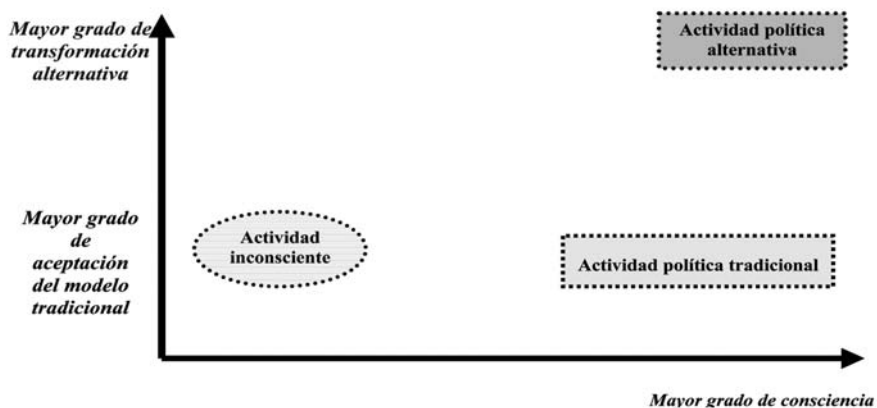 Mayor grado de
transformación
alternativa
Actividad política
alternativa
Mayor grado
de
aceptación
del modelo
tradicional
Actividad
inconsciente
Actividad política tradicional
Mayor grado de consciencia